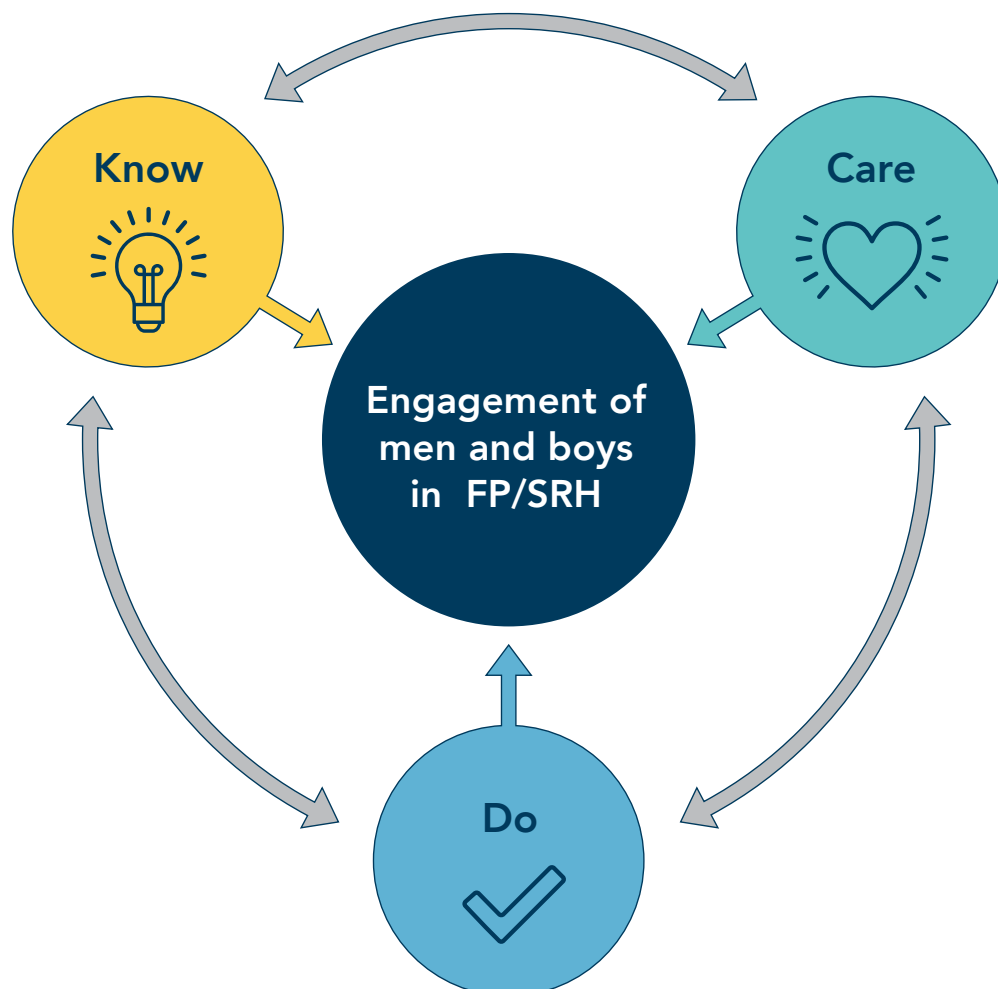 Know
Care
Engagement of
men and boys
in FP/SRH
Do